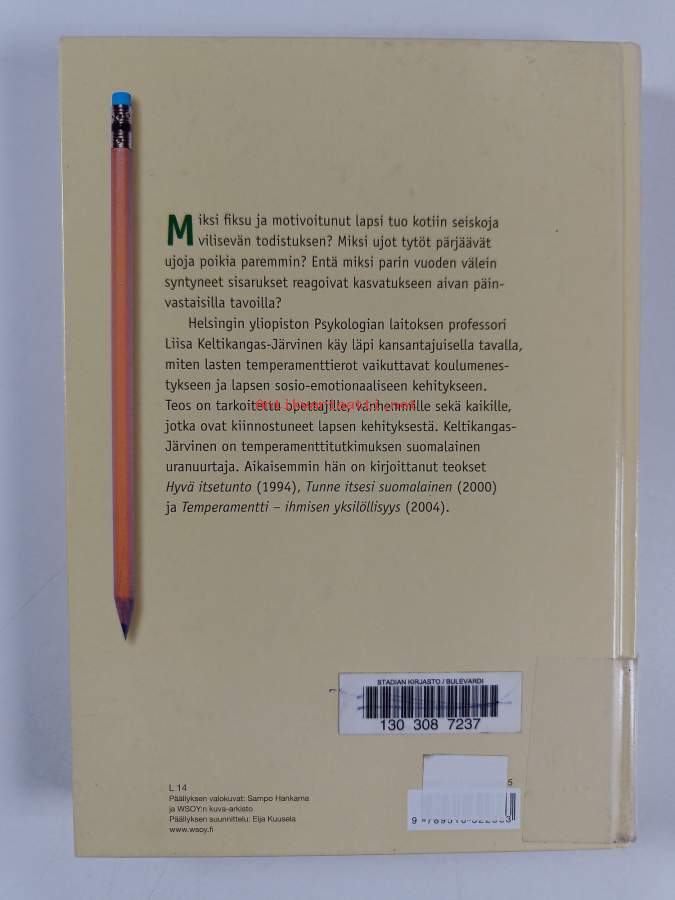 Miksi fiksu ja motivoitunut lapsi tuo kotiin seiskoja
vilisevän todistuksen? Miksi ujot tytöt pärjäävät
ujoja poikia paremmin? Entä miksi parin vuoden välein
syntyneet sisarukset reagoivat kasvatukseen aivan päin-
vastaisilla tavoilla?
Helsingin yliopiston Psykologian laitoksen professori
Liisa Keltikangas-Järvinen käy läpi kansantajuisella tavalla,
miten lasten temperamenttierot vaikuttavat koulumenes-
tykseen ja lapsen sosio-emotionaaliseen kehitykseen.
Teos on tarkoitettu opettajille, vanhemmille sekä kaikille,
Antikvariaatti.net
jotka ovat kiinnostuneet lapsen kehityksestä. Keltikangas-
Järvinen on temperamenttitutkimuksen suomalainen
uranuurtaja. Aikaisemmin hän on kirjoittanut teokset
Hyvä itsetunto (1994), Tunne itsesi suomalainen (2000)
ja Temperamentti – ihmisen yksilöllisyys (2004).
STADIAN KIRJASTO / BULEVARDI
130 308 7237
L 14
Päällyksen valokuvat: Sampo Hankama
ja WSOY:n kuva-arkisto
Päällyksen suunnittelu: Eija Kuusela
www.wsoy.fi
5